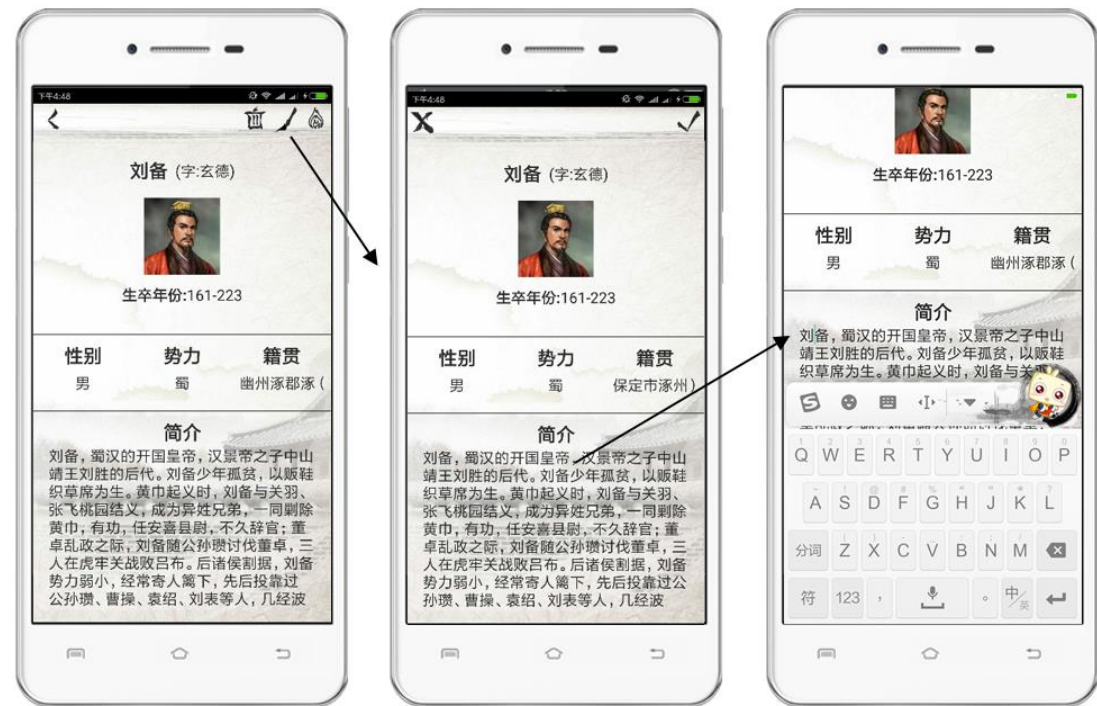 下午4:48
刘备 (字:玄德)
生卒年份:161-223
性别 势力 籍贯
男 蜀 幽州涿郡涿(
简介
刘备，蜀汉的开国皇帝，汉景帝之子中山
靖王刘胜的后代。刘备少年孤贫，以贩鞋
织草席为生。黄巾起义时，刘备与关羽、
张飞桃园结义，成为异姓兄弟，一同剿除
黄巾，有功，任安喜县尉，不久辞官；董
卓乱政之际，刘备随公孙瓒讨伐董卓，三
人在虎牢关战败吕布。后诸侯割据，刘备
势力弱小，经常寄人篱下，先后投靠过公
孙瓒、曹操、袁绍、刘表等人，几经波
下午4:48
刘备 (字:玄德)
生卒年份:161-223
性别 势力 籍贯
男 蜀 保定市涿州)
简介
刘备，蜀汉的开国皇帝，汉景帝之子中山
靖王刘胜的后代。刘备少年孤贫，以贩鞋
织草席为生。黄巾起义时，刘备与关羽、
张飞桃园结义，成为异姓兄弟，一同剿除
黄巾，有功，任安喜县尉，不久辞官；董
卓乱政之际，刘备随公孙瓒讨伐董卓，三
人在虎牢关战败吕布。后诸侯割据，刘备
势力弱小，经常寄人篱下，先后投靠过公
孙瓒、曹操、袁绍、刘表等人，几经波
生卒年份:161-223
性别 势力 籍贯
男 蜀 幽州涿郡涿(
简介
刘备，蜀汉的开国皇帝，汉景帝之子中山
靖王刘胜的后代。刘备少年孤贫，以贩鞋
织草席为生。黄巾起义时，刘备与关羽
1 2 3 4 5 6 7 8 9 0
Q W E R T Y U I O P
A S D F G H J K L
分词 Z X C V B N M
符 123 ， 。 中/英